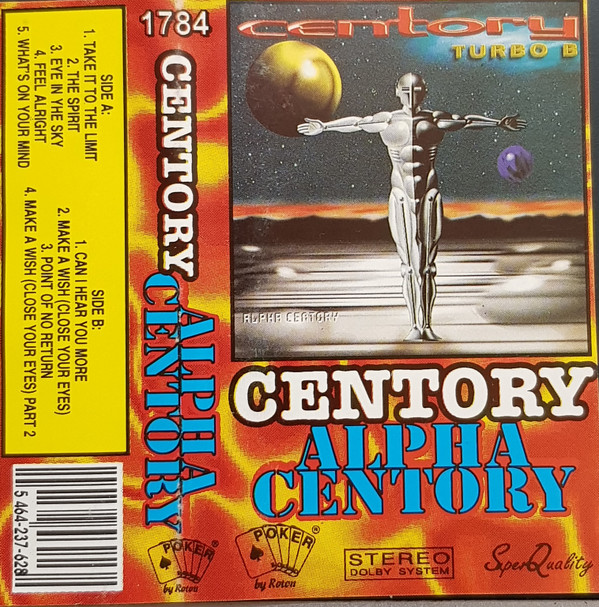 SIDE A:
1. TAKE IT TO THE LIMIT
2. THE SPIRIT
3. EYE IN YHE SKY
4. FEEL ALRIGHT
5. WHAT'S ON YOUR MIND
SIDE B:
1. CAN I HEAR YOU MORE
2. MAKE A WISH (CLOSE YOUR EYES)
3. POINT OF NO RETURN
4. MAKE A WISH (CLOSE YOUR EYES) PART 2
5 464-237-628
1784
CENTORY
ALPHA
CENTORY
POKER®
by Roton
centory
TURBO B
ALPHA CENTORY
CENTORY
ALPHA
CENTORY
POKER®
by Roton
STEREO
DOLBY SYSTEM
Super Quality